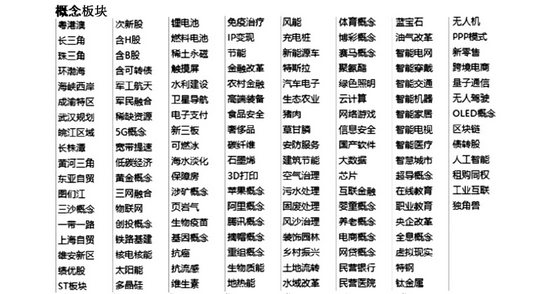 概念板块
粤港澳 次新股 锂电池 免疫治疗 风能 体育概念 蓝宝石 无人机
长三角 含H股 燃料电池 IP变现 充电桩 博彩概念 油气改革 PPP模式
珠三角 含B股 稀土永磁 节能 新能源车 赛马概念 智能电网 新零售
环渤海 含可转债 触摸屏 金融改革 特斯拉 聚氨酯 智能穿戴 跨境电商
海峡西岸 军工航天 水利建设 农村金融 汽车电子 绿色照明 智能交通 量子通信
成渝特区 军民融合 卫星导航 高端装备 生态农业 云计算 智能机器 无人驾驶
武汉规划 稀缺资源 电子支付 食品安全 猪肉 网络游戏 智能家居 OLED概念
皖江区域 5G概念 新三板 奢侈品 草甘膦 信息安全 智能电视 区块链
长株潭 宽带提速 可燃冰 碳纤维 安防服务 国产软件 智能医疗 债转股
黄河三角 低碳经济 海水淡化 石墨烯 建筑节能 大数据 智慧城市 人工智能
东亚自贸 黄金概念 保障房 3D打印 空气治理 芯片 超导概念 租购同权
图们江 三网融合 涉矿概念 苹果概念 污水处理 互联金融 在线教育 工业互联
三沙概念 物联网 页岩气 阿里概念 固废处理 婴童概念 职业教育 独角兽
一带一路 创投概念 生物疫苗 腾讯概念 风沙治理 养老概念 央企改革
上海自贸 铁路基建 基因概念 摘帽概念 装饰园林 电商概念 全息概念
雄安新区 核电核能 抗癌 重组概念 乡村振兴 网贷概念 虚拟现实
绩优股 太阳能 抗流感 生物质能 土地流转 民营银行 特钢
ST板块 多晶硅 维生素 地热能 水域改革 民营医院 钛金属